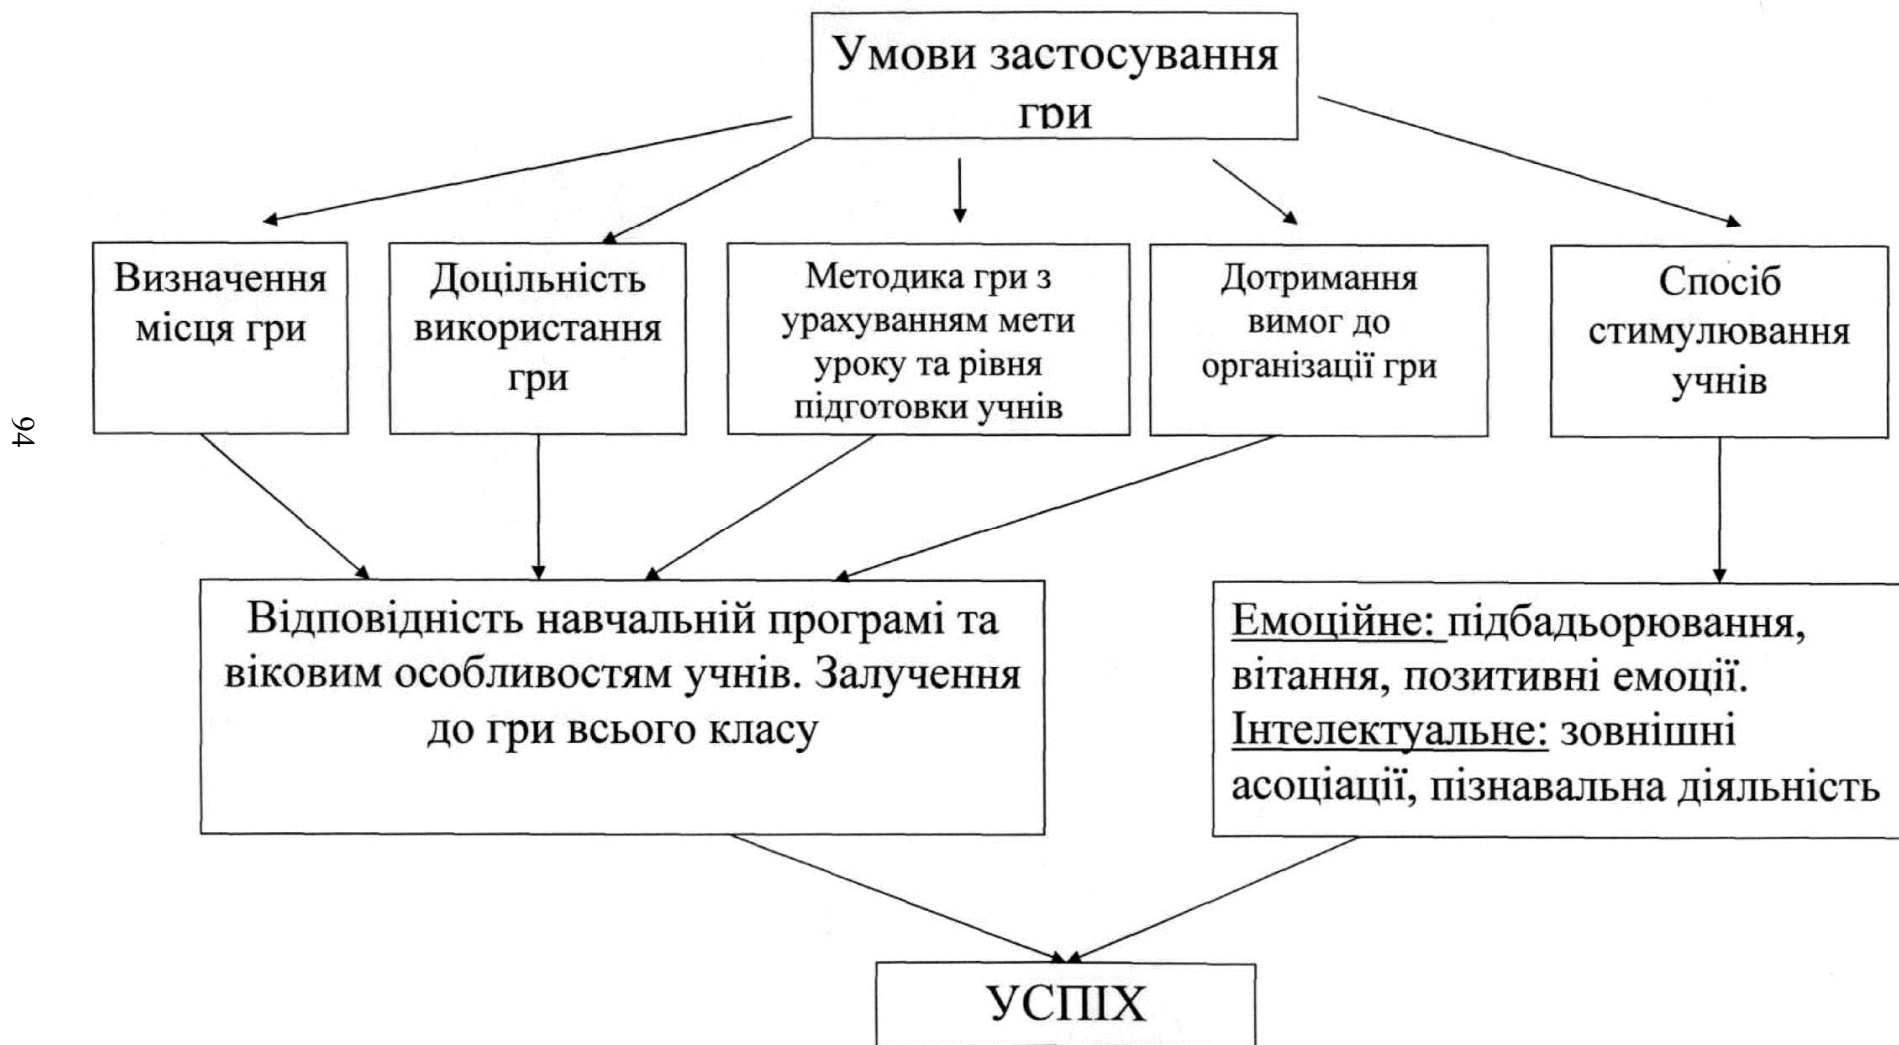 Умови застосування
гри
Визначення
місця гри
Доцільність
використання
гри
Методика гри з
урахуванням мети
уроку та рівня
підготовки учнів
Дотримання
вимог до
організації гри
Спосіб
стимулювання
учнів
94
Відповідність навчальній програмі та
віковим особливостям учнів. Залучення
до гри всього класу
Емоційне: підбадьорювання,
вітання, позитивні емоції.
Інтелектуальне: зовнішні
асоціації, пізнавальна діяльність
УСПІХ